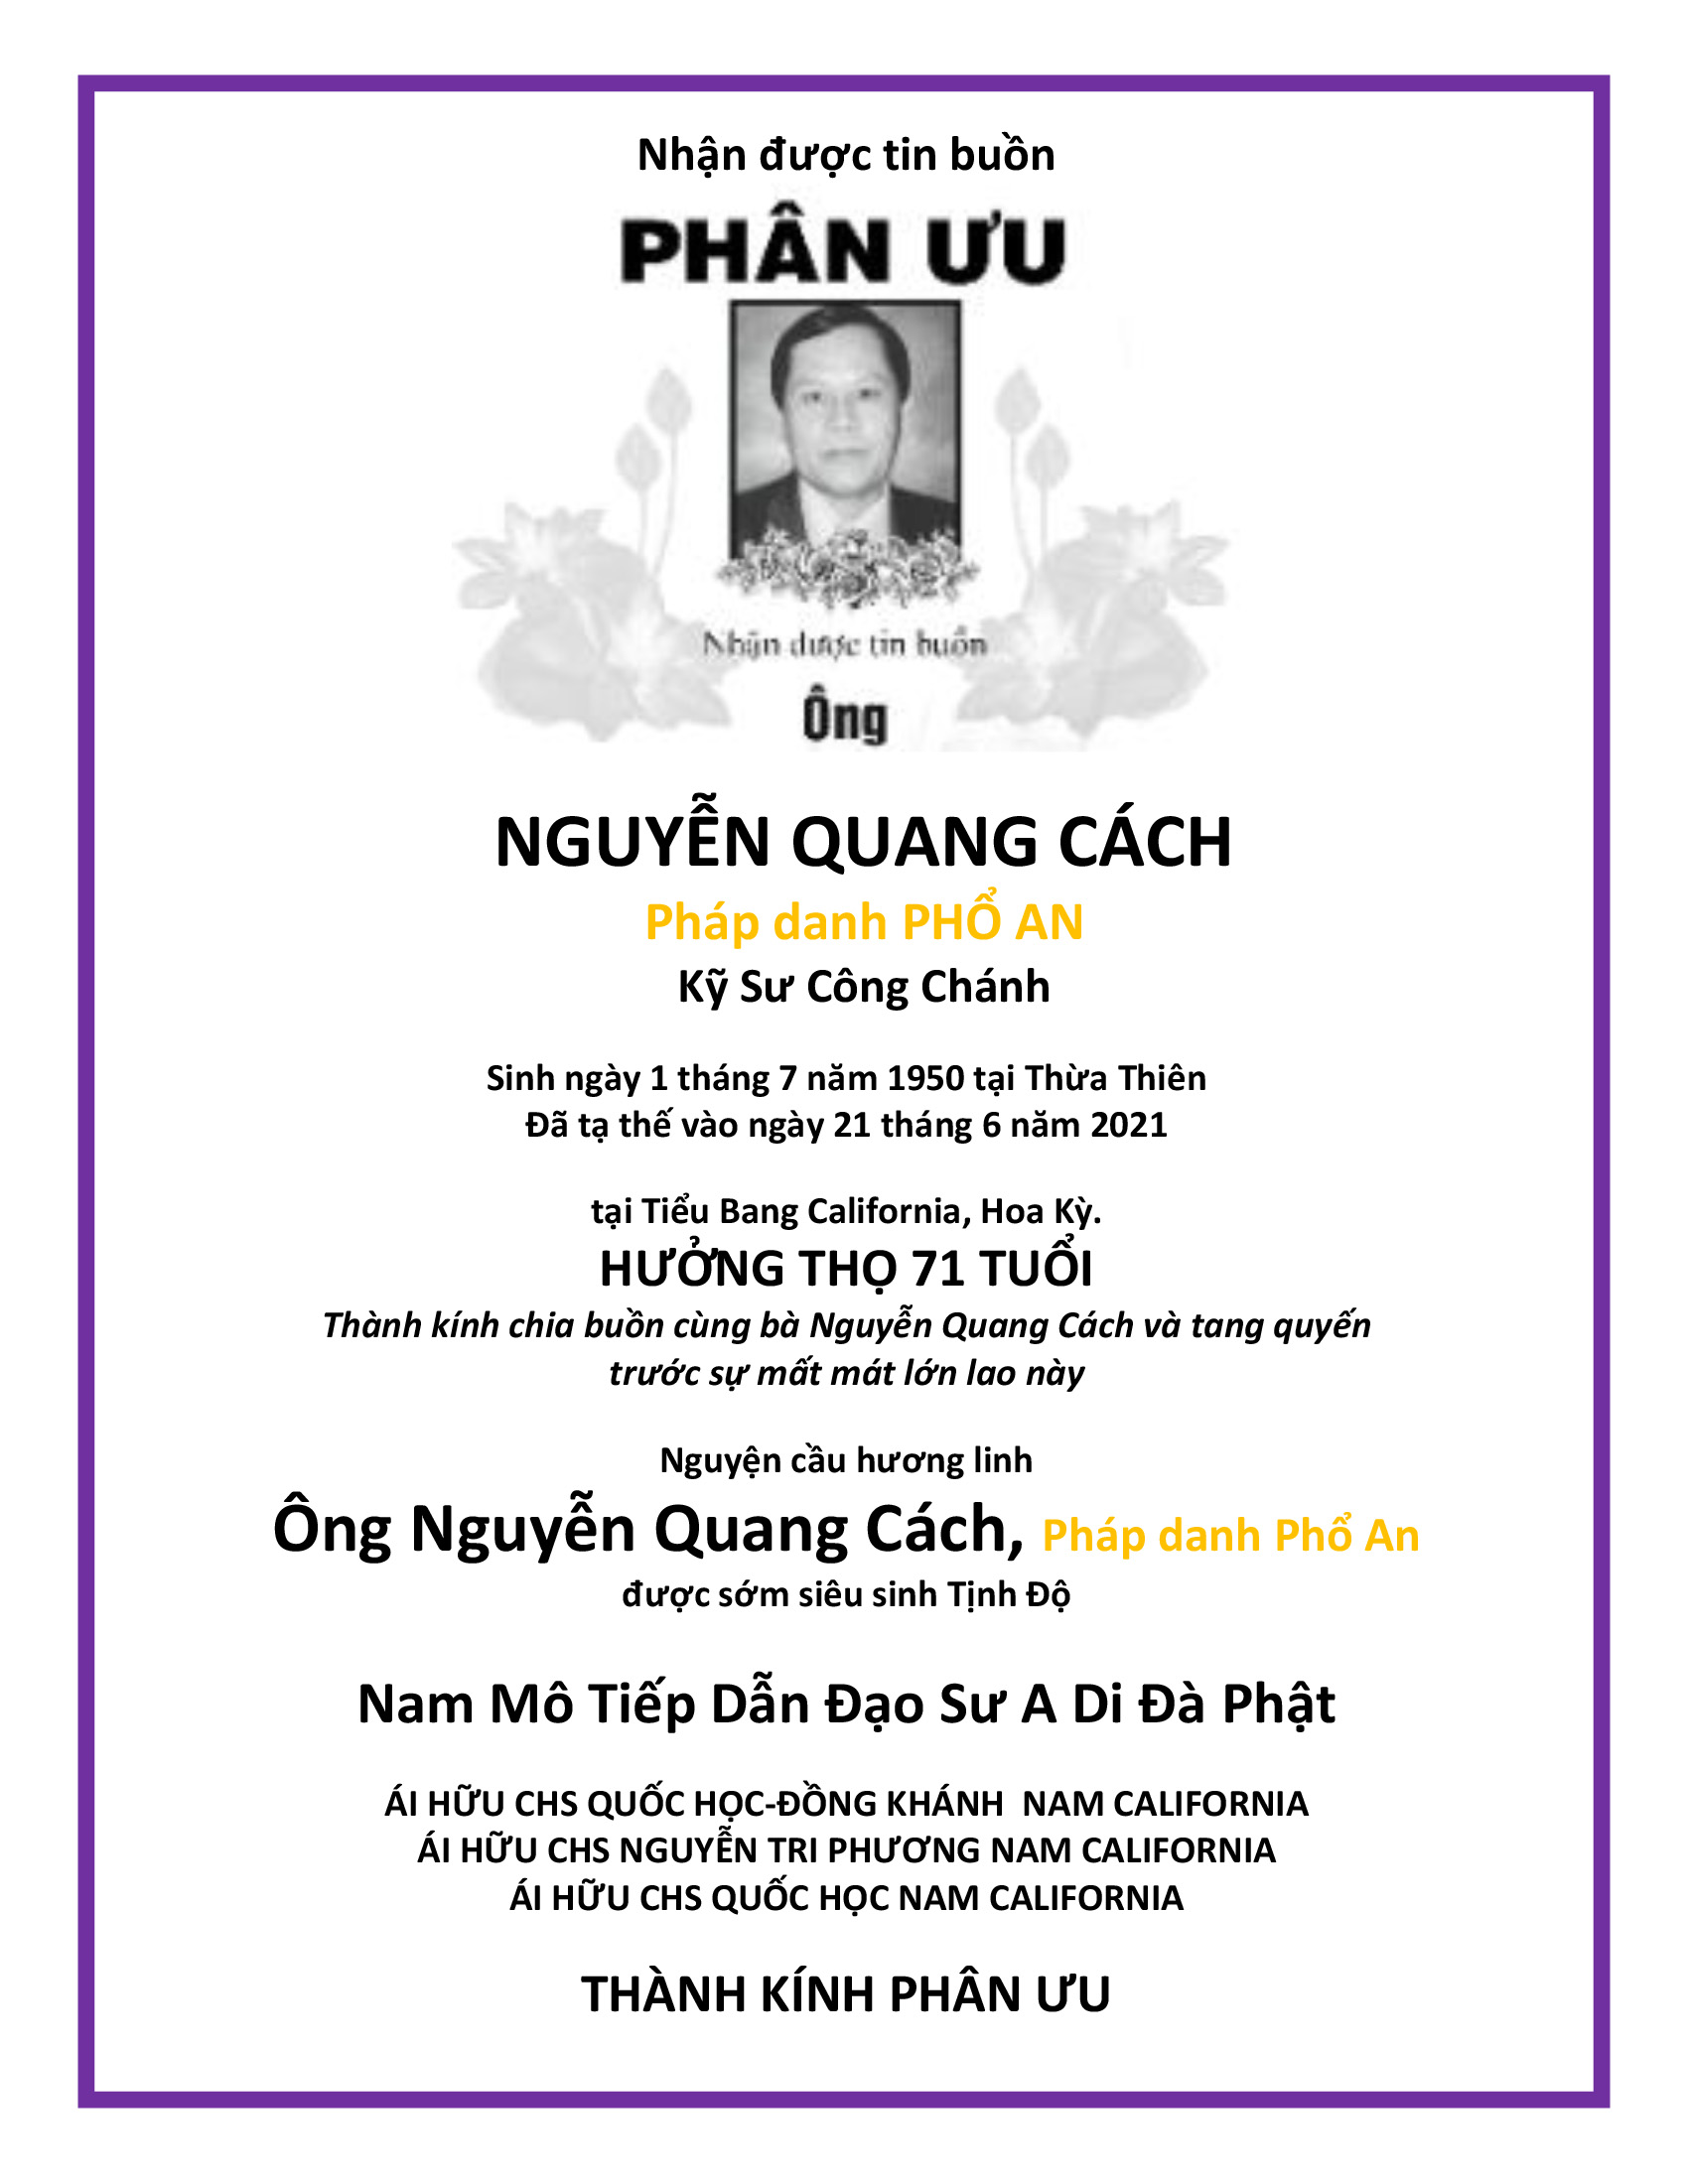 Nhận được tin buồn
PHÂN ƯU
Nhận được tin buồn
Ông
NGUYỄN QUANG CÁCH
Pháp danh PHỔ AN
Kỹ Sư Công Chánh
Sinh ngày 1 tháng 7 năm 1950 tại Thừa Thiên
Đã tạ thế vào ngày 21 tháng 6 năm 2021
tại Tiểu Bang California, Hoa Kỳ.
HƯỞNG THỌ 71 TUỔI
Thành kính chia buồn cùng bà Nguyễn Quang Cách và tang quyến
trước sự mất mát lớn lao này
Nguyện cầu hương linh
Ông Nguyễn Quang Cách, Pháp danh Phổ An
được sớm siêu sinh Tịnh Độ
Nam Mô Tiếp Dẫn Đạo Sư A Di Đà Phật
ÁI HỮU CHS QUỐC HỌC-ĐỒNG KHÁNH  NAM CALIFORNIA
ÁI HỮU CHS NGUYỄN TRI PHƯƠNG NAM CALIFORNIA
ÁI HỮU CHS QUỐC HỌC NAM CALIFORNIA
THÀNH KÍNH PHÂN ƯU